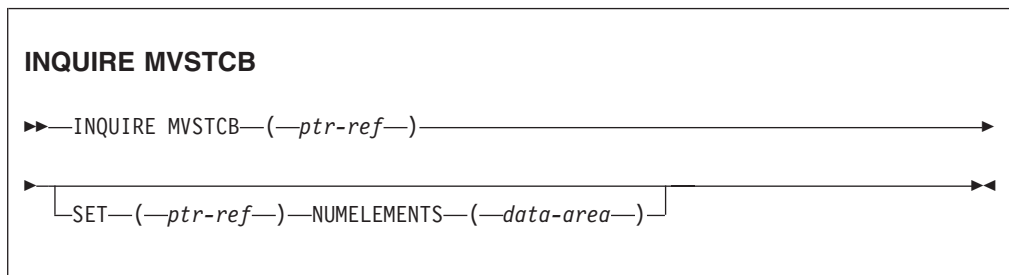 INQUIRE MVSTCB
INQUIRE MVSTCB ( ptr-ref )
SET ( ptr-ref ) NUMELEMENTS ( data-area )